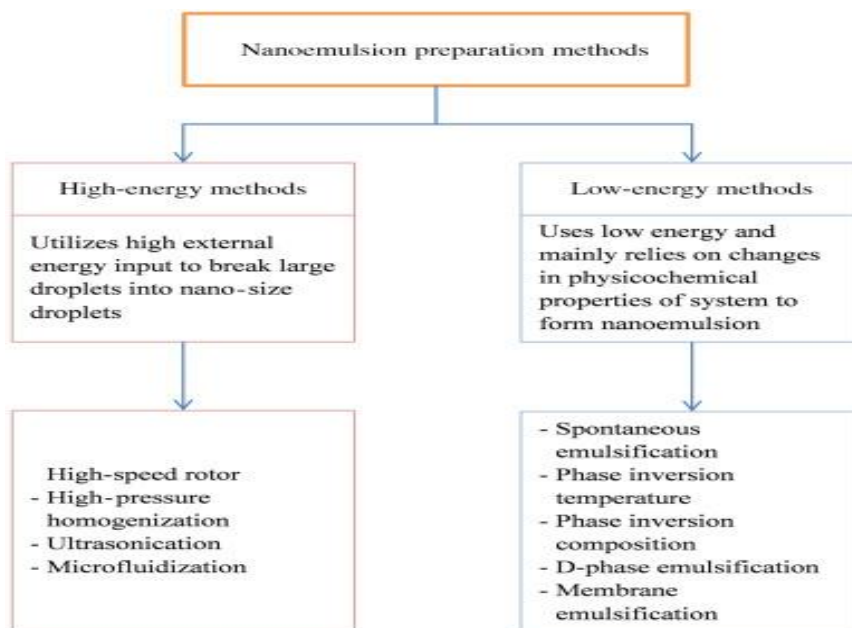 Nanoemulsion preparation methods
High-energy methods
Utilizes high external
energy input to break large
droplets into nano-size
droplets
High-speed rotor
- High-pressure
homogenization
- Ultrasonication
- Microfluidization
Low-energy methods
Uses low energy and
mainly relies on changes
in physicochemical
properties of system to
form nanoemulsion
- Spontaneous
emulsification
- Phase inversion
temperature
- Phase inversion
composition
- D-phase emulsification
- Membrane
emulsification